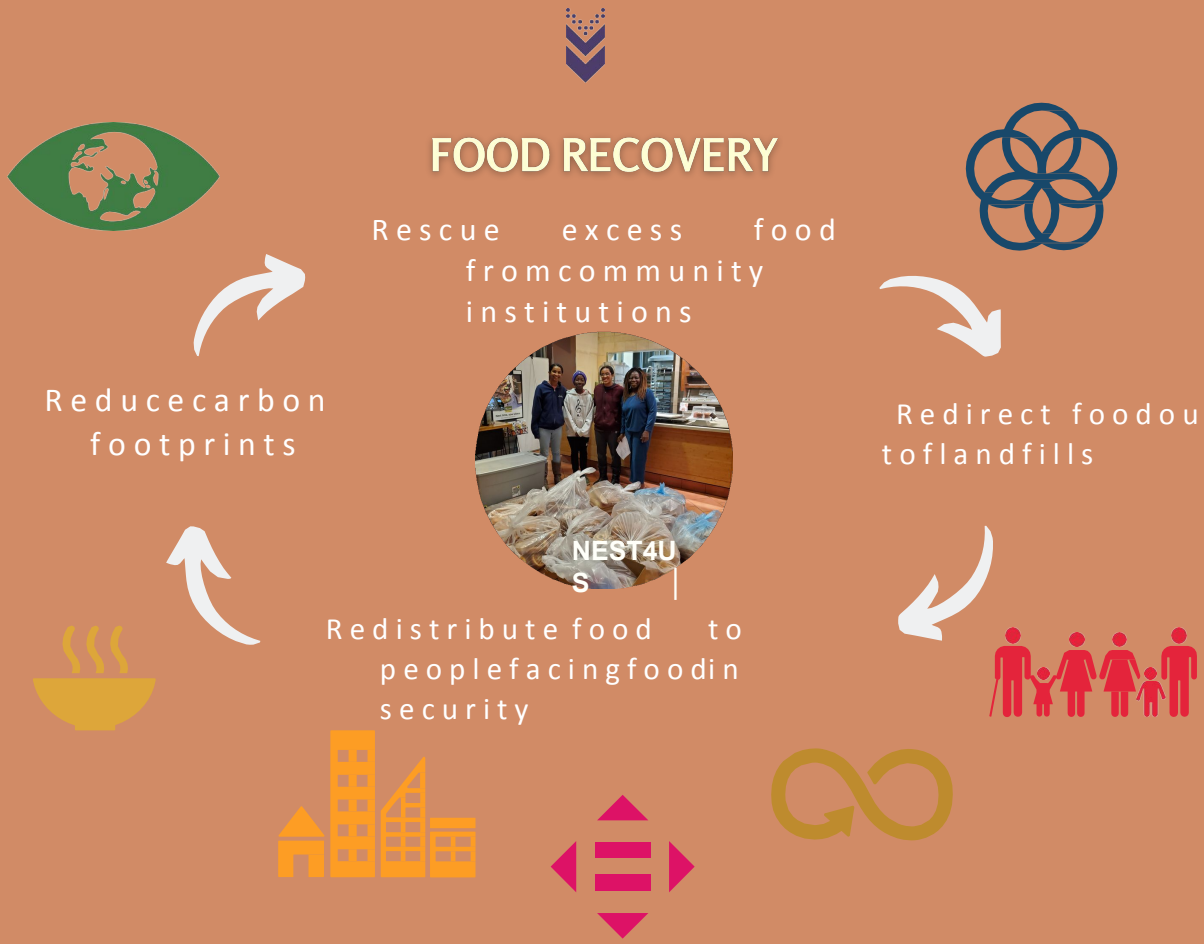 FOOD RECOVERY
Rescue excess food
fromcommunity
institutions
Reducecarbon
footprints
Redirect foodou
toflandfills
NEST4U
S
Redistribute food to
peoplefacingfoodin
security